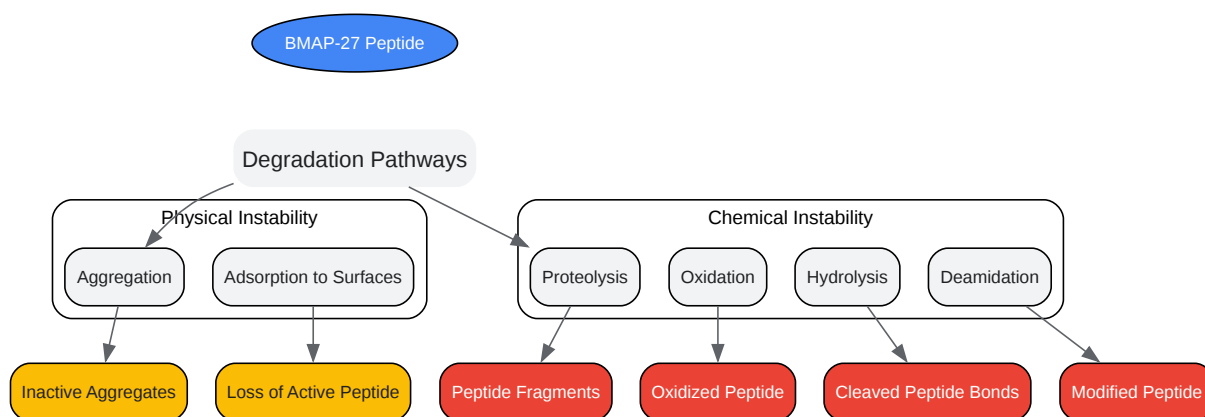 BMAP-27 Peptide
Degradation Pathways
Physical Instability
Chemical Instability
Aggregation
Adsorption to Surfaces
Proteolysis
Oxidation
Hydrolysis
Deamidation
Inactive Aggregates
Loss of Active Peptide
Peptide Fragments
Oxidized Peptide
Cleaved Peptide Bonds
Modified Peptide